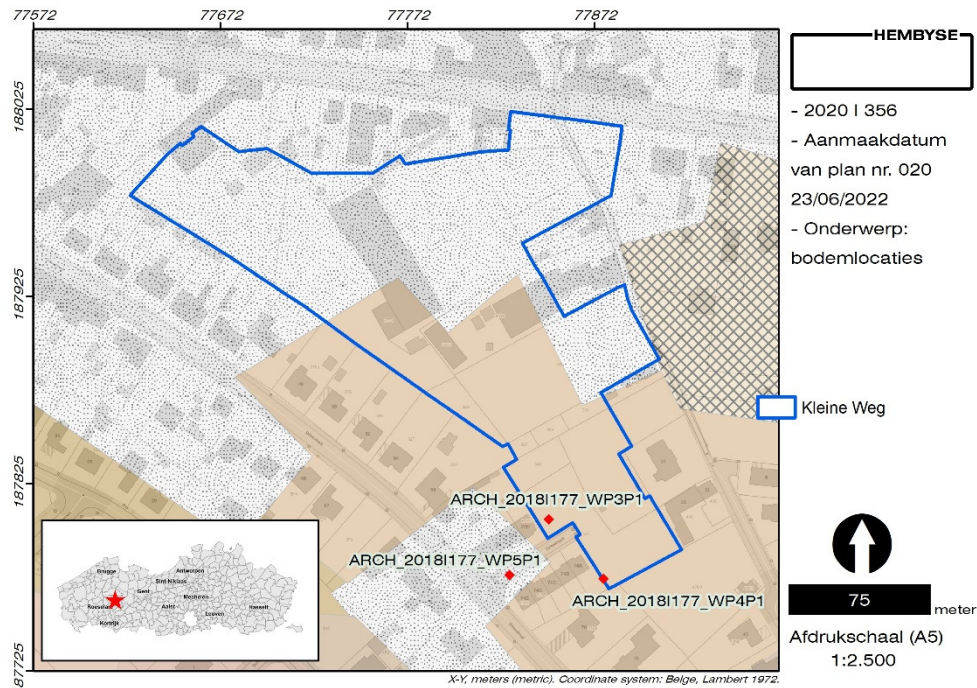 77572
77672
77772
77872
188025
187925
187825
87225
HEMBYSE
- 2020 I 356
- Aanmaakdatum
van plan nr. 020
23/06/2022
- Onderwerp:
bodemlocaties
Kleine Weg
ARCH_2018I177_WP3P1
ARCH_2018I177_WP5P1
ARCH_2018I177_WP4P1
Brugge
Antwerpen
Sint-Niklaas
Gent
Mechelen
Roeselare
Aalst
Leuven
Hasselt
Kortrijk
75
meter
Afdrukschaal (A5)
1:2.500
X-Y, meters (metric). Coordinate system: Belge, Lambert 1972.